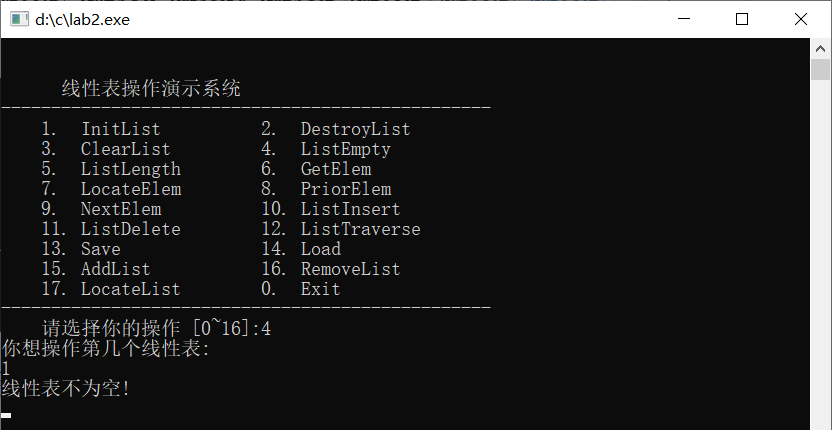 d:\c\lab2.exe
线性表操作演示系统
-------------------------------------------------
1. InitList 2. DestroyList
3. ClearList 4. ListEmpty
5. ListLength 6. GetElem
7. LocateElem 8. PriorElem
9. NextElem 10. ListInsert
11. ListDelete 12. ListTraverse
13. Save 14. Load
15. AddList 16. RemoveList
17. LocateList 0. Exit
-------------------------------------------------
请选择你的操作 [0~16]:4
你想操作第几个线性表:
1
线性表不为空!